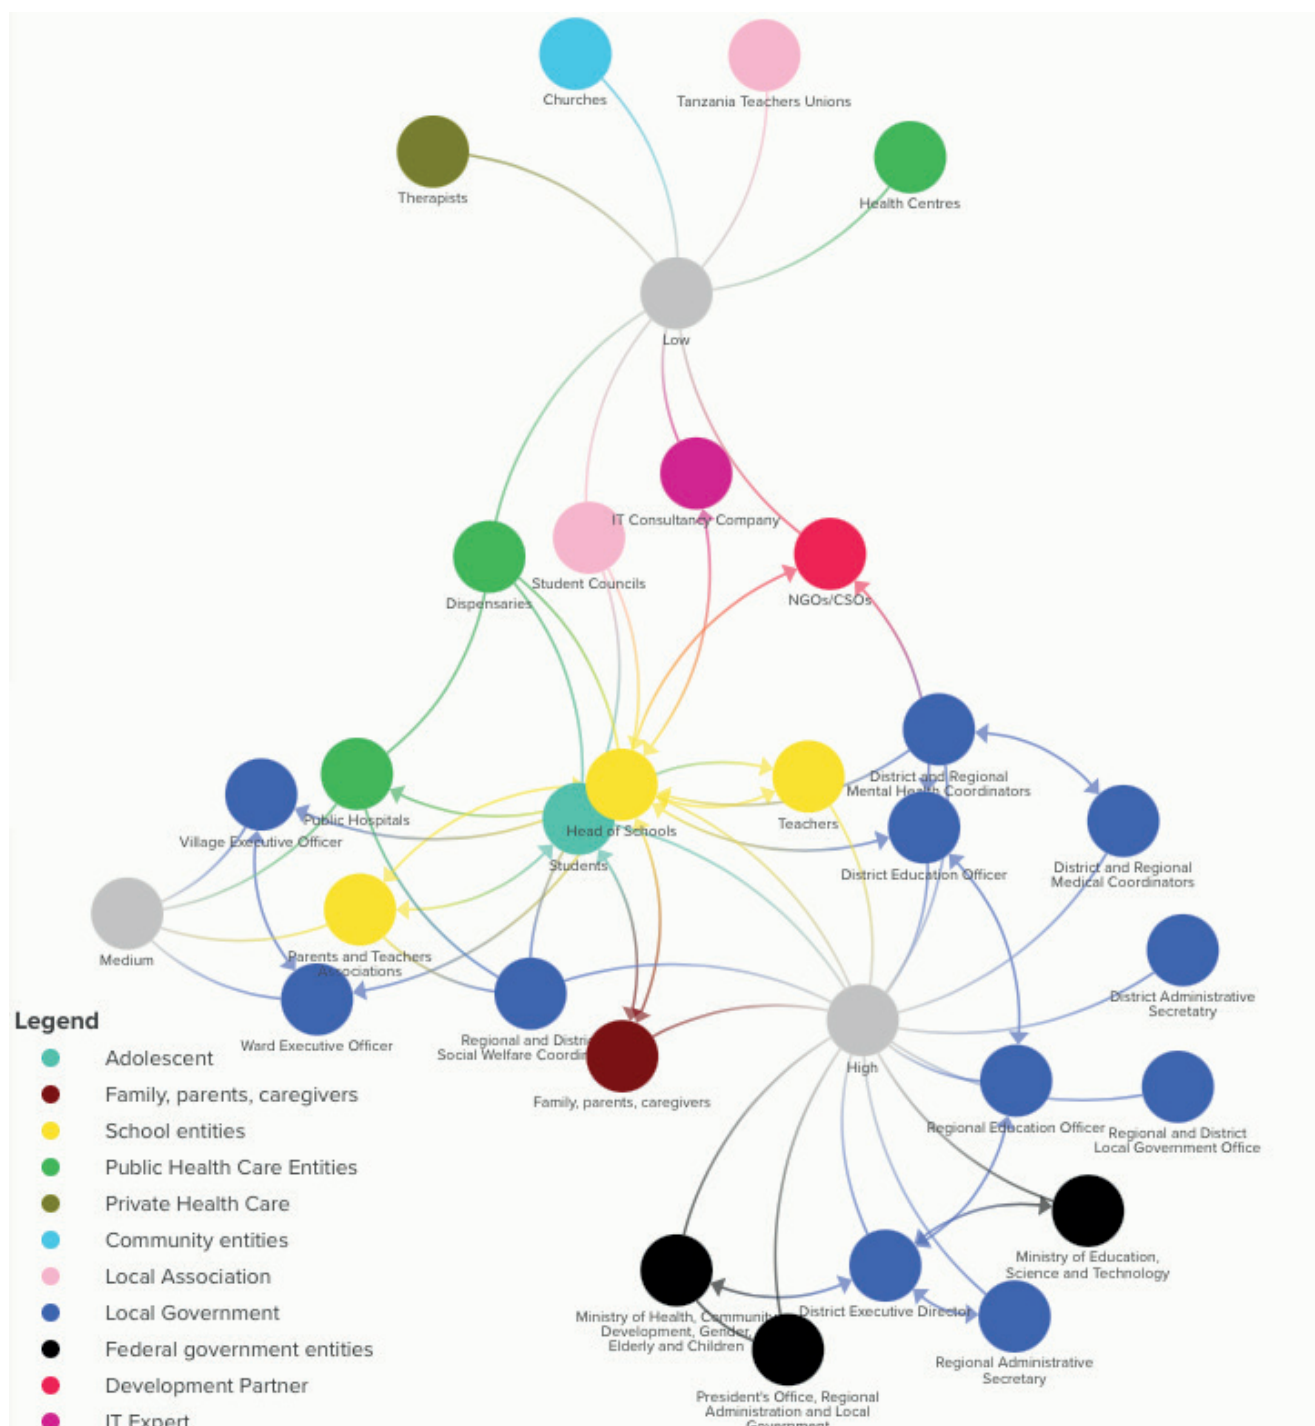 Churches
Tanzania Teachers Unions
Therapists
Health Centres
Low
IT Consultancy Company
Student Councils
NGOs/CSOs
Dispensaries
District and Regional
Mental Health Coordinators
Public Hospitals
Village Executive Officer
Head of Schools
Teachers
Students
District Education Officer
District and Regional
Medical Coordinators
Medium
Parents and Teachers
Associations
District Administrative
Secretatry
Ward Executive Officer
Regional and
Social Welfare
Family, parents, caregivers
High
Regional Education Officer
Regional and District
Local Government Office
Ministry of Education,
Science and Technology
Ministry of Health, Community
Development, Gender,
Elderly and Children
District Executive Director
Regional Administrative
Secretary
President's Office, Regional
Administration and Local
Legend
Adolescent
Family, parents, caregivers
School entities
Public Health Care Entities
Private Health Care
Community entities
Local Association
Local Government
Federal government entities
Development Partner
IT Expert